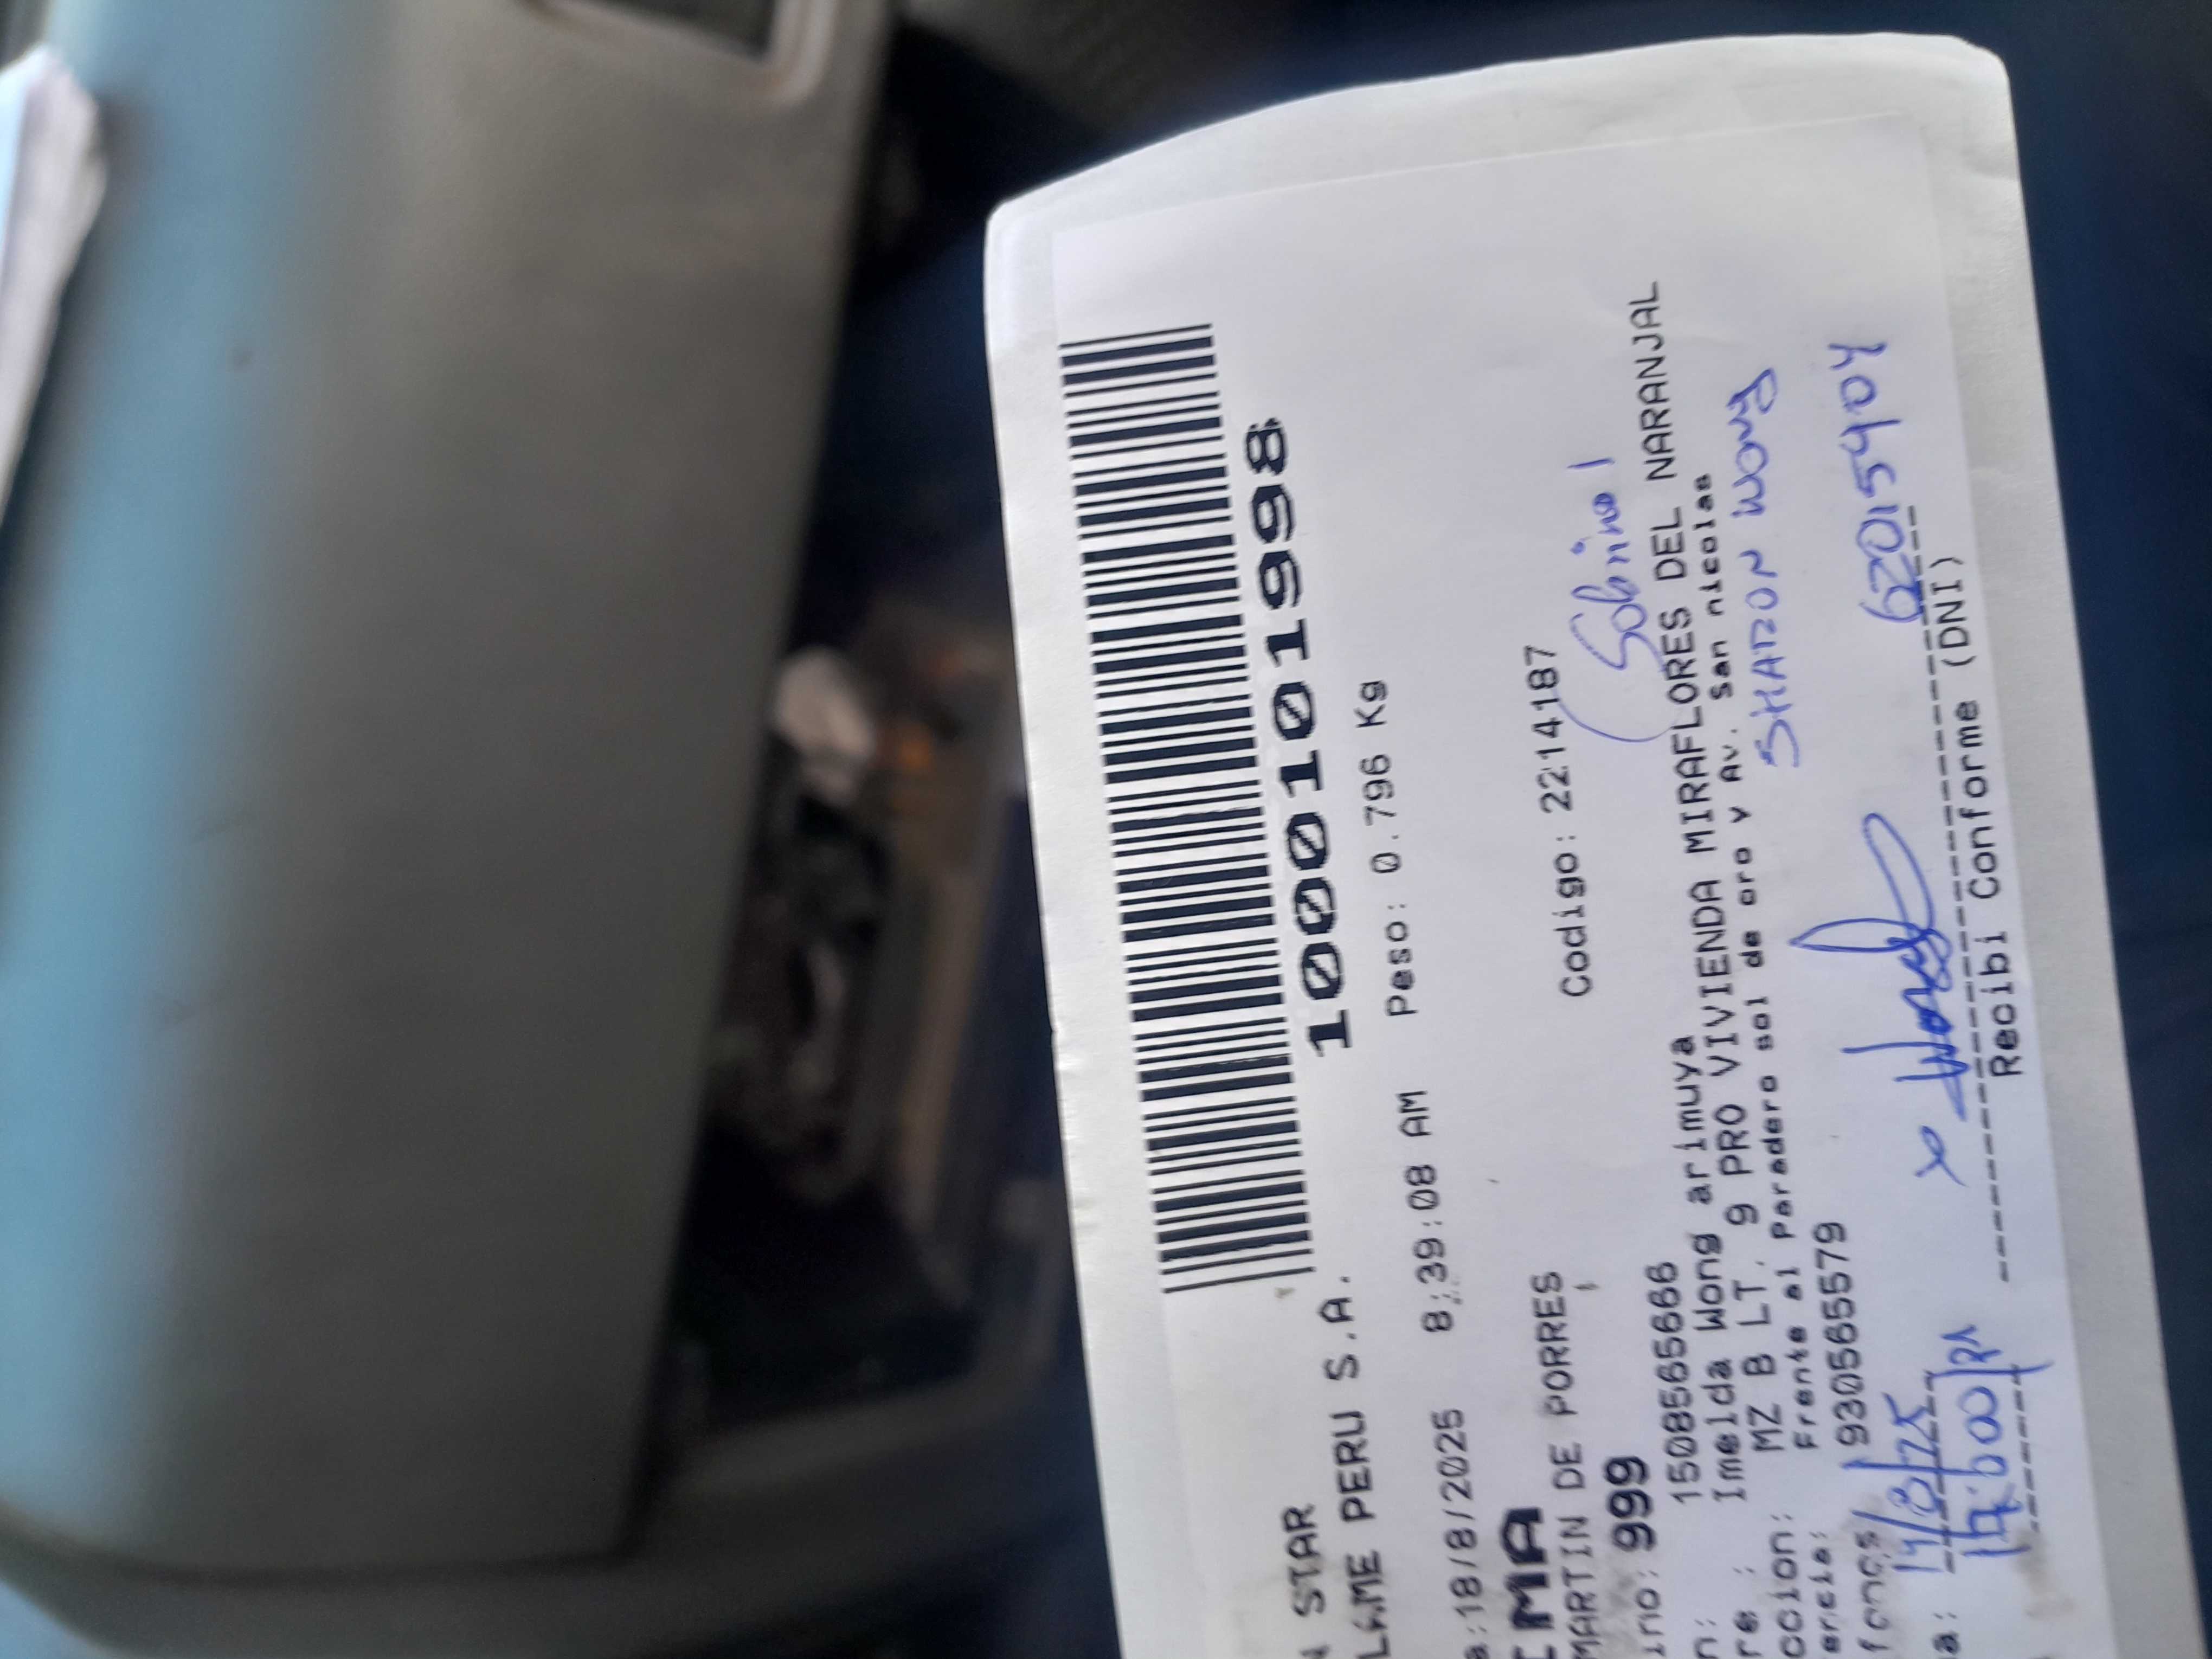 1000101998
STAR
LAME PERU S.A.
Peso: 0.796 Kg
a:18/8/2025 8:39:08 AM
IMA
MARTIN DE PORRES
Codigo: 2214187
ino: 999
n: 1508565666
re : Imelda Wong arimuya
ccion: MZ B LT. 9 PRO VIVIENDA MIRAFLORES DEL NARANJAL
encia: Frente al Paradero sol de oro y Av. San nicolas
fonos 930565579
SHARON WONG
62015404
a:
Recibi Conforme (DNI)